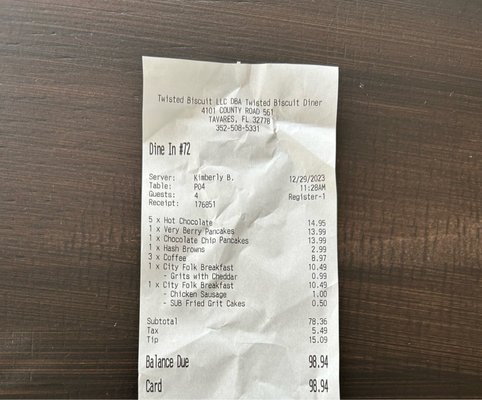 Twisted Biscuit LLC DBA Twisted Biscuit Diner
4101 COUNTY ROAD 561
TAVARES, FL 32778
352-508-5331
Dine In #72
Server: Kimberly B. 12/29/2023
Table: P04 11:28AM
Guests: 4 Register-1
Receipt: 176851
5 x Hot Chocolate 14.95
1 x Very Berry Pancakes 13.99
1 x Chocolate Chip Pancakes 13.99
1 x Hash Browns 2.99
3 x Coffee 8.97
1 x City Folk Breakfast 10.49
- Grits with Cheddar 0.99
1 x City Folk Breakfast 10.49
- Chicken Sausage 1.00
- SUB Fried Grit Cakes 0.50
Subtotal 78.36
Tax 5.49
Tip 15.09
Balance Due 98.94
Card 98.94